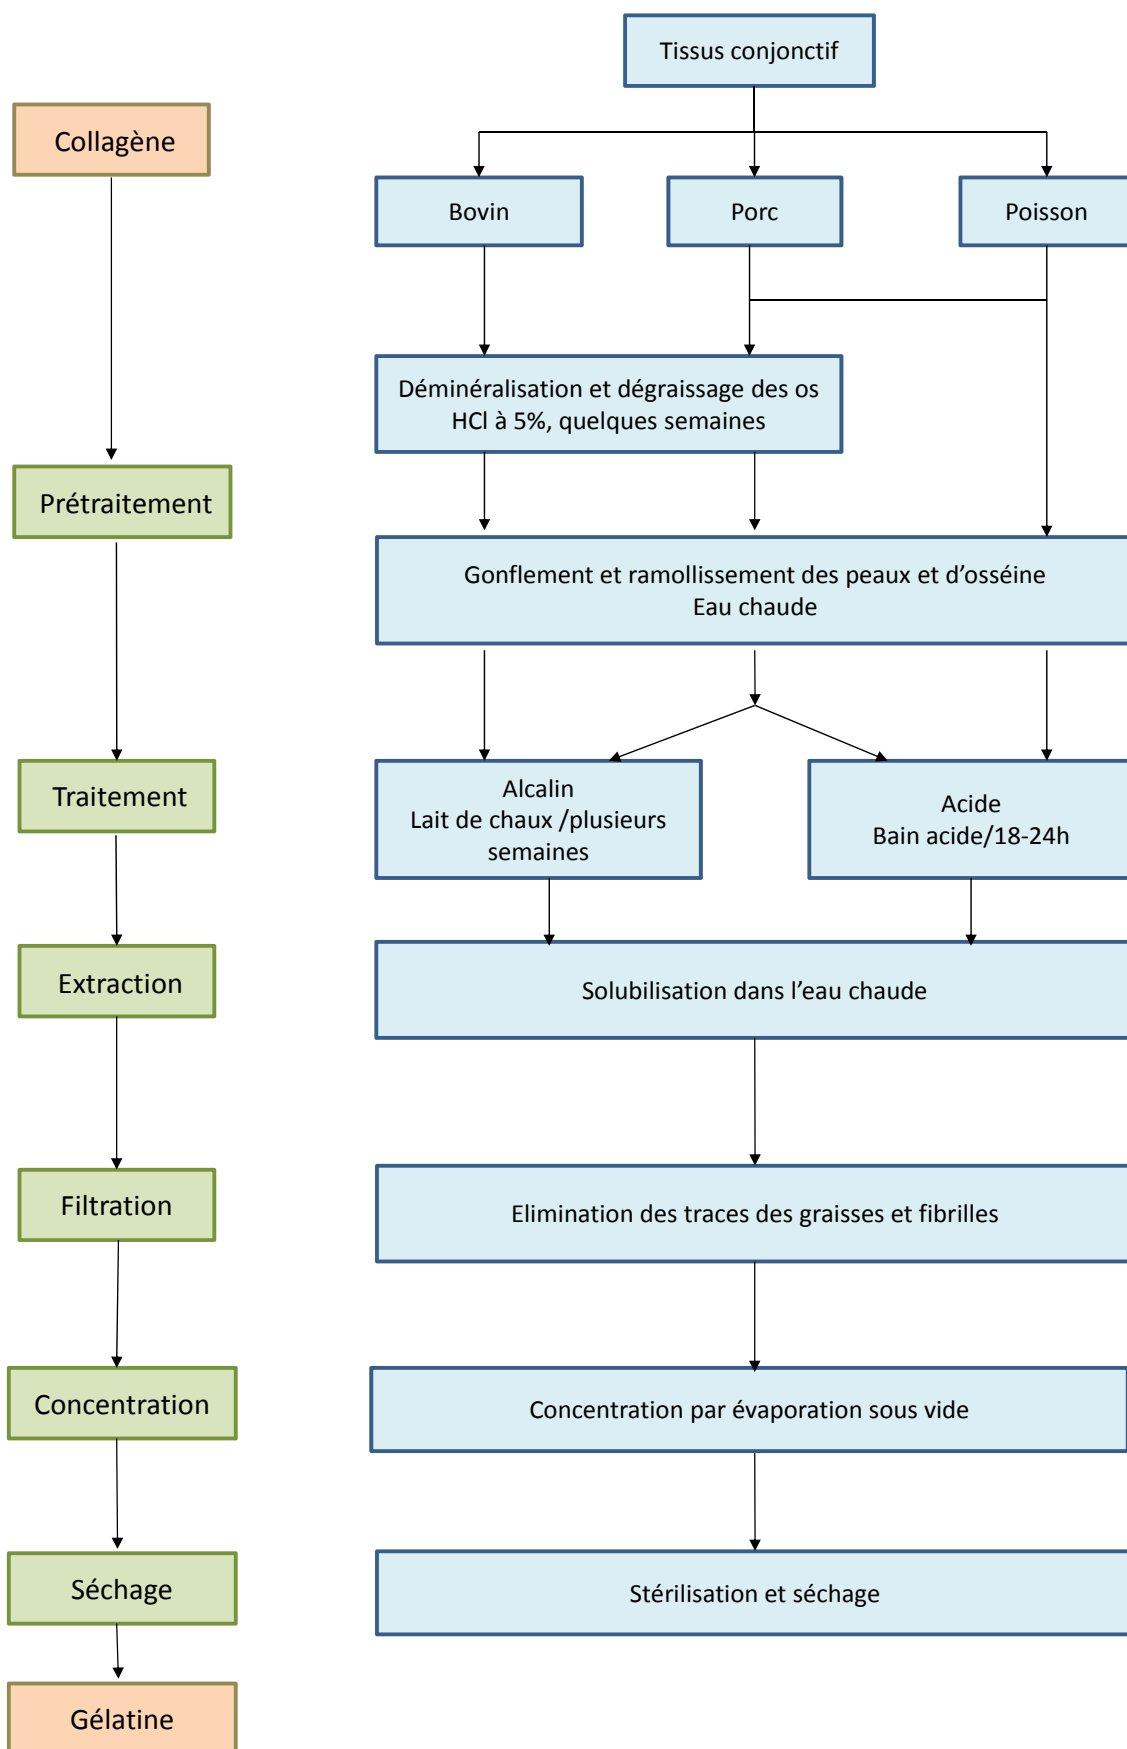 Tissus conjonctif
Collagène
Bovin
Porc
Poisson
Déminéralisation et dégraissage des os
HCl à 5%, quelques semaines
Prétraitement
Gonflement et ramollissement des peaux et d'osséine
Eau chaude
Traitement
Alcalin
Lait de chaux /plusieurs
semaines
Acide
Bain acide/18-24h
Extraction
Solubilisation dans l'eau chaude
Filtration
Elimination des traces des graisses et fibrilles
Concentration
Concentration par évaporation sous vide
Séchage
Stérilisation et séchage
Gélatine